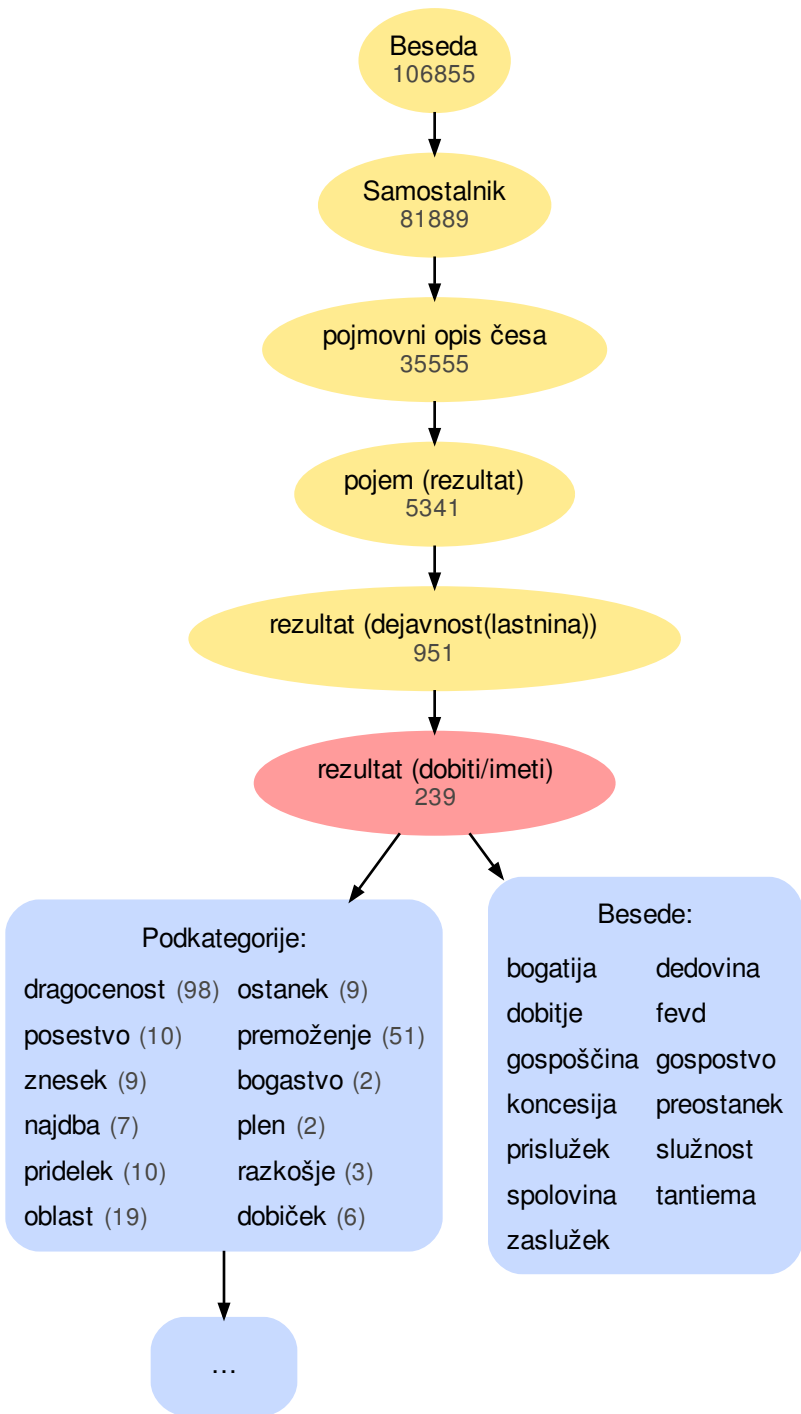 Beseda
106855
Samostalnik
81889
pojmovni opis česa
35555
pojem (rezultat)
5341
rezultat (dejavnost(lastnina))
951
rezultat (dobiti/imeti)
239
Podkategorije:
dragocenost (98) ostanek (9)
posestvo (10) premoženje (51)
znesek (9) bogastvo (2)
najdba (7) plen (2)
pridelek (10) razkošje (3)
oblast (19) dobiček (6)
...
Besede:
bogatija dedovina
dobitje fevd
gospoščina gospostvo
koncesija preostanek
prislužek služnost
spolovina tantiema
zaslužek